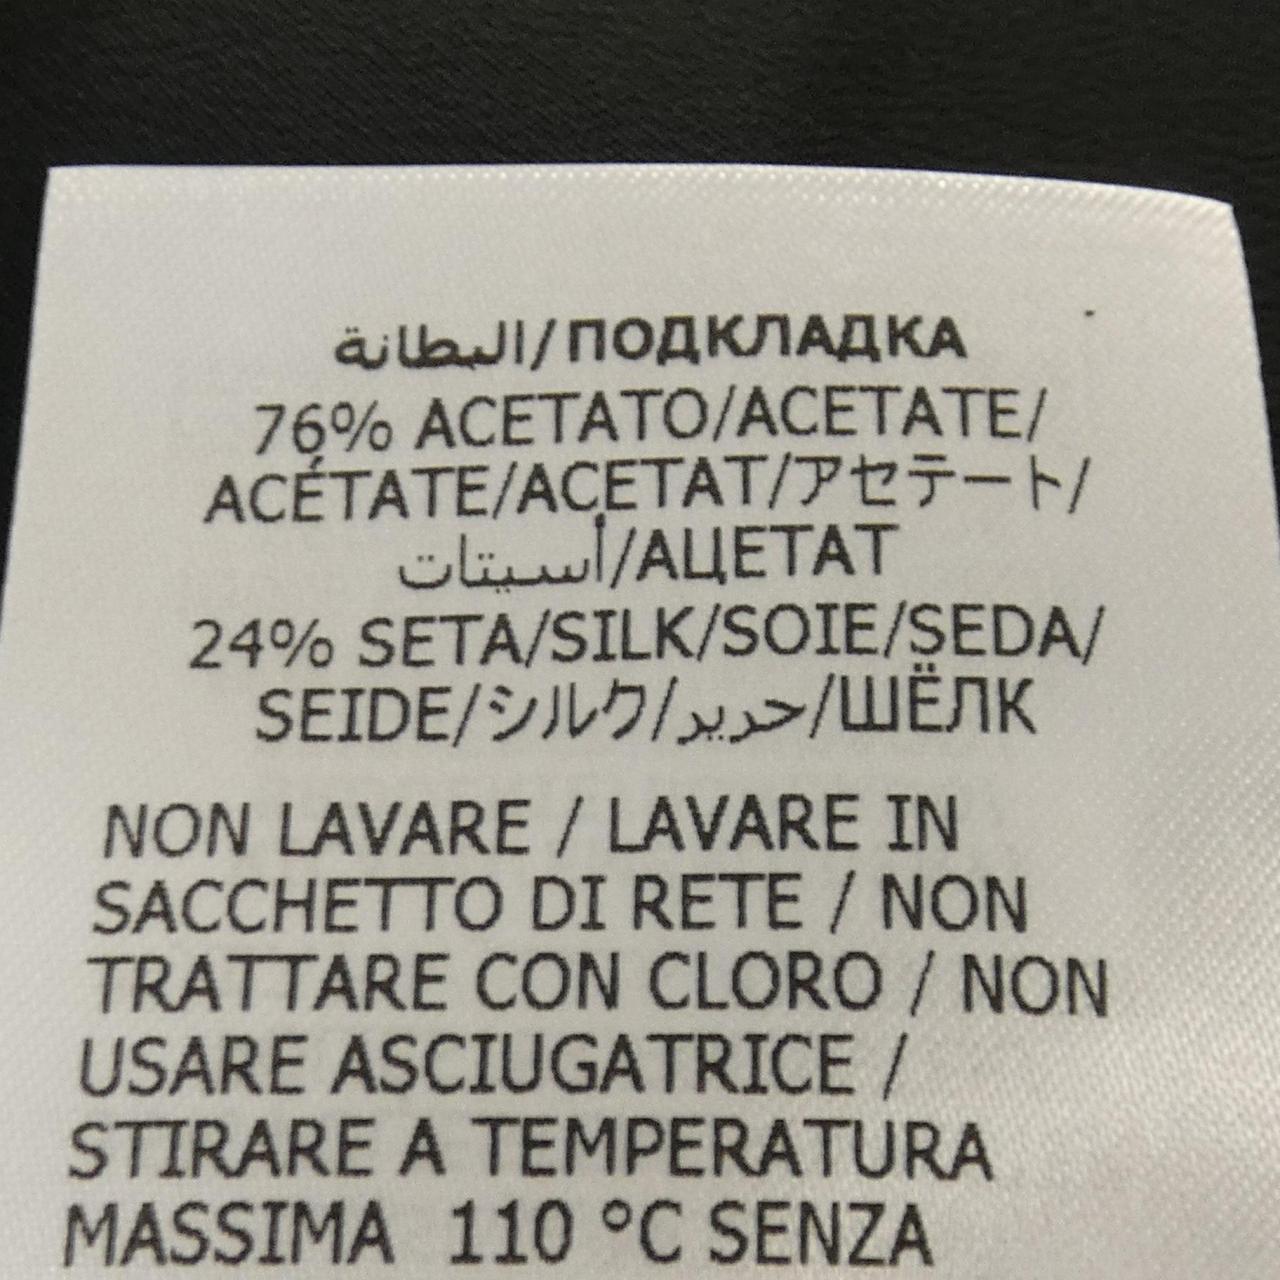 البطانة/ПОДКЛАДКА
76% ACETATO/ACETATE/
ACÉTATE/ACETAT/アセテート/
أسيتات/АЦЕТАТ
24% SETA/SILK/SOIE/SEDA/
SEIDE/シルク/حرير/ШЁЛК
NON LAVARE / LAVARE IN
SACCHETTO DI RETE / NON
TRATTARE CON CLORO / NON
USARE ASCIUGATRICE /
STIRARE A TEMPERATURA
MASSIMA 110 °C SENZA